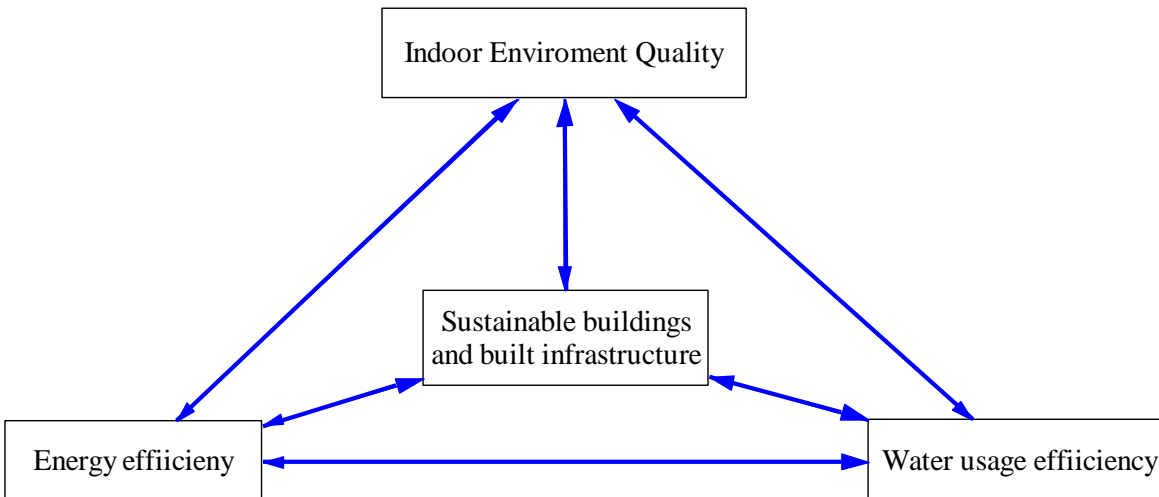 Indoor Enviroment Quality
Sustainable buildings
and built infrastructure
Energy effiicieny
Water usage effiiciency